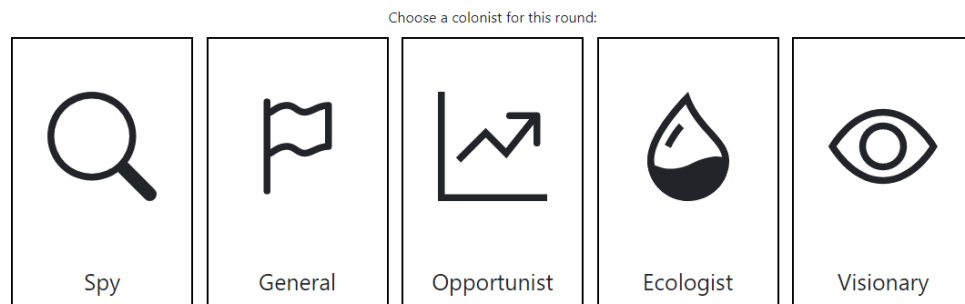 Choose a colonist for this round:
Spy
General
Opportunist
Ecologist
Visionary